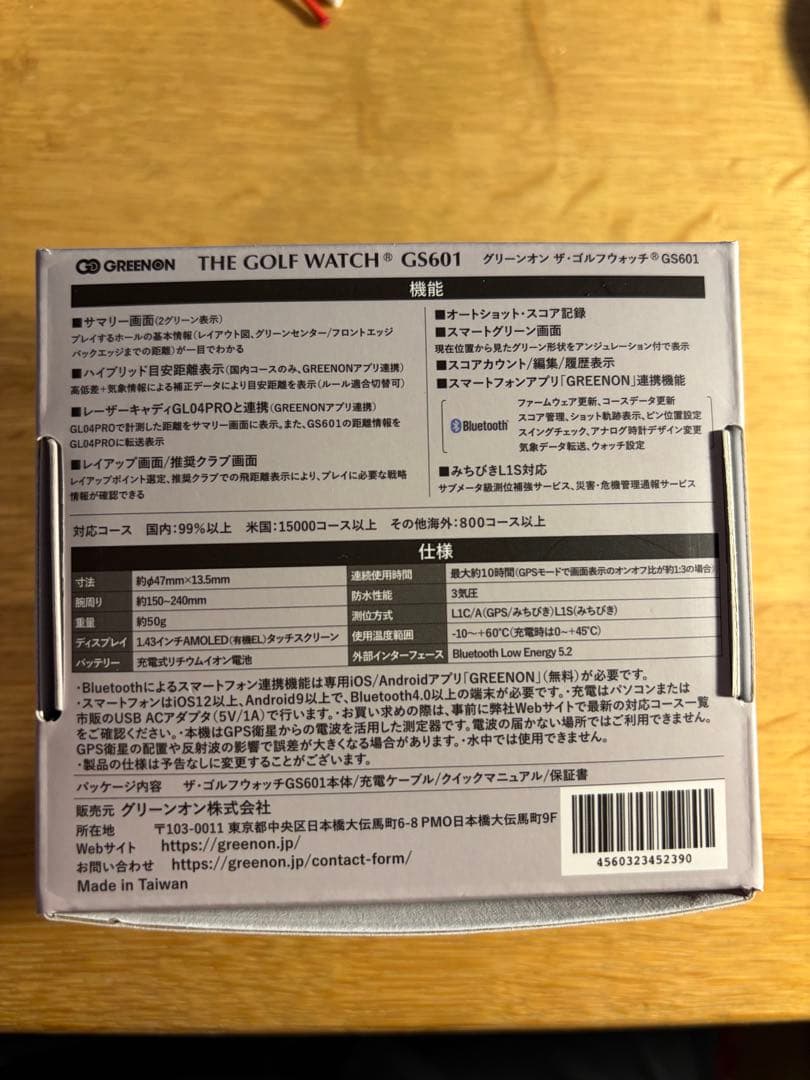 GREENON THE GOLF WATCH® GS601 グリーンオン ザ・ゴルフウォッチ® GS601
機能
■サマリー画面(2グリーン表示)
プレイするホールの基本情報(レイアウト図、グリーンセンター/フロントエッジ
バックエッジまでの距離)が一目でわかる
■ハイブリッド目安距離表示(国内コースのみ、GREENONアプリ連携)
高低差+気象情報による補正データにより目安距離を表示(ルール適合切替可)
■レーザーキャディGL04PROと連携(GREENONアプリ連携)
GL04PROで計測した距離をサマリー画面に表示。また、GS601の距離情報を
GL04PROに転送表示
■レイアップ画面/推奨クラブ画面
レイアップポイント選定、推奨クラブでの飛距離表示により、プレイに必要な戦略
情報が確認できる
■オートショット・スコア記録
■スマートグリーン画面
現在位置から見たグリーン形状をアンジュレーション付で表示
■スコアカウント/編集/履歴表示
■スマートフォンアプリ「GREENON」連携機能
Bluetooth
ファームウェア更新、コースデータ更新
スコア管理、ショット軌跡表示、ピン位置設定
スイングチェック、アナログ時計デザイン変更
気象データ転送、ウォッチ設定
■みちびきL1S対応
サブメータ級測位補強サービス、災害・危機管理通報サービス
対応コース 国内:99%以上 米国:15000コース以上 その他海外:800コース以上
仕様
寸法 約φ47mm×13.5mm
腕周り 約150~240mm
重量 約50g
ディスプレイ 1.43インチAMOLED(有機EL)タッチスクリーン
バッテリー 充電式リチウムイオン電池
連続使用時間 最大約10時間(GPSモードで画面表示のオンオフ比が約1:3の場合)
防水性能 3気圧
測位方式 L1C/A(GPS/みちびき)L1S(みちびき)
使用温度範囲 -10~+60℃(充電時は0~+45℃)
外部インターフェース Bluetooth Low Energy 5.2
・Bluetoothによるスマートフォン連携機能は専用iOS/Androidアプリ「GREENON」(無料)が必要です。
・スマートフォンはiOS12以上、Android9以上で、Bluetooth4.0以上の端末が必要です。・充電はパソコンまたは
市販のUSB ACアダプタ(5V/1A)で行います。・お買い求めの際は、事前に弊社Webサイトで最新の対応コース一覧
をご確認ください。・本機はGPS衛星からの電波を活用した測定器です。電波の届かない場所ではご利用できません。
GPS衛星の配置や反射波の影響で誤差が大きくなる場合があります。・水中では使用できません。
・製品の仕様は予告なしに変更することがございます。
パッケージ内容 ザ・ゴルフウォッチGS601本体/充電ケーブル/クイックマニュアル/保証書
販売元 グリーンオン株式会社
所在地 〒103-0011 東京都中央区日本橋大伝馬町6-8 PMO日本橋大伝馬町9F
Webサイト https://greenon.jp/
お問い合わせ https://greenon.jp/contact-form/
Made in Taiwan
4560323452390